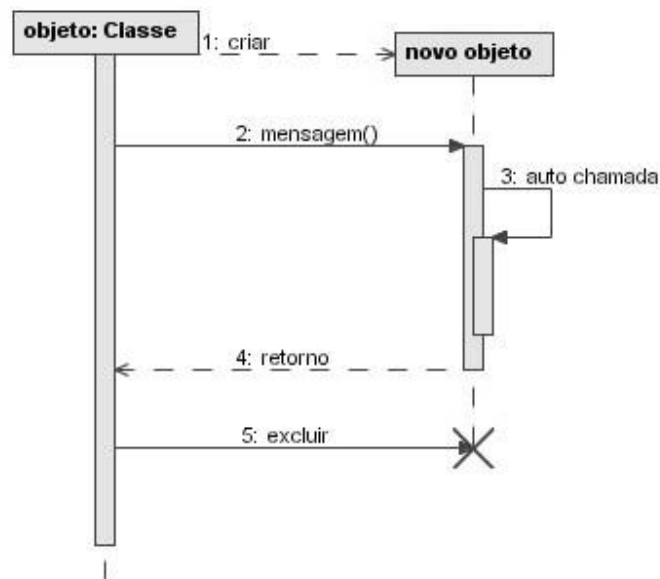 objeto: Classe
1: criar
novo objeto
2: mensagem()
3: auto chamada
4: retorno
5: excluir